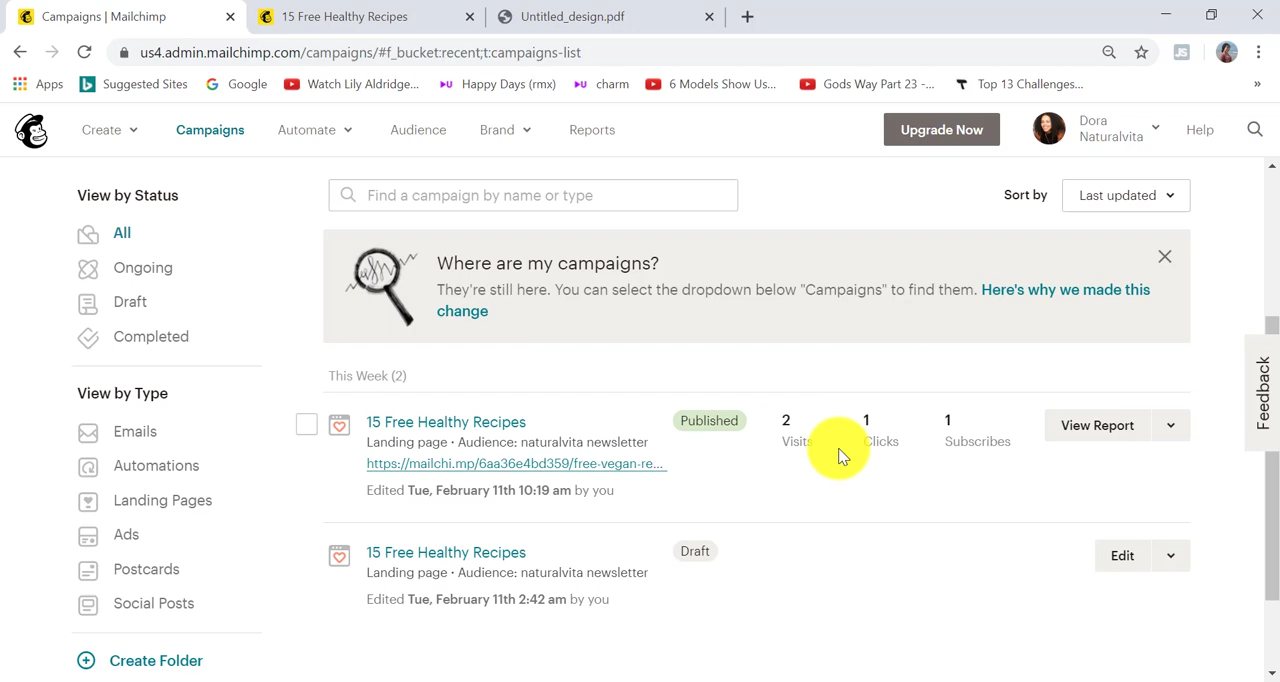 Campaigns | Mailchimp
15 Free Healthy Recipes
Untitled_design.pdf
us4.admin.mailchimp.com/campaigns/#f_bucket:recent;t:campaigns-list
JS
Apps
Suggested Sites
Google
Watch Lily Aldridge...
Happy Days (rmx)
charm
6 Models Show Us...
Gods Way Part 23 -...
Top 13 Challenges...
»
Create
Campaigns
Automate
Audience
Brand
Reports
Upgrade Now
Dora
Naturalvita
Help
View by Status
All
Ongoing
Draft
Completed
View by Type
Emails
Automations
Landing Pages
Ads
Postcards
Social Posts
Create Folder
Find a campaign by name or type
Sort by
Last updated
Where are my campaigns?
They're still here. You can select the dropdown below "Campaigns" to find them. Here's why we made this
change
This Week (2)
15 Free Healthy Recipes
Landing page • Audience: naturalvita newsletter
https://mailchi.mp/6aa36e4bd359/free-vegan-re...
Edited Tue, February 11th 10:19 am by you
Published
2
Visits
1
Clicks
1
Subscribes
View Report
15 Free Healthy Recipes
Landing page • Audience: naturalvita newsletter
Edited Tue, February 11th 2:42 am by you
Draft
Edit
Feedback